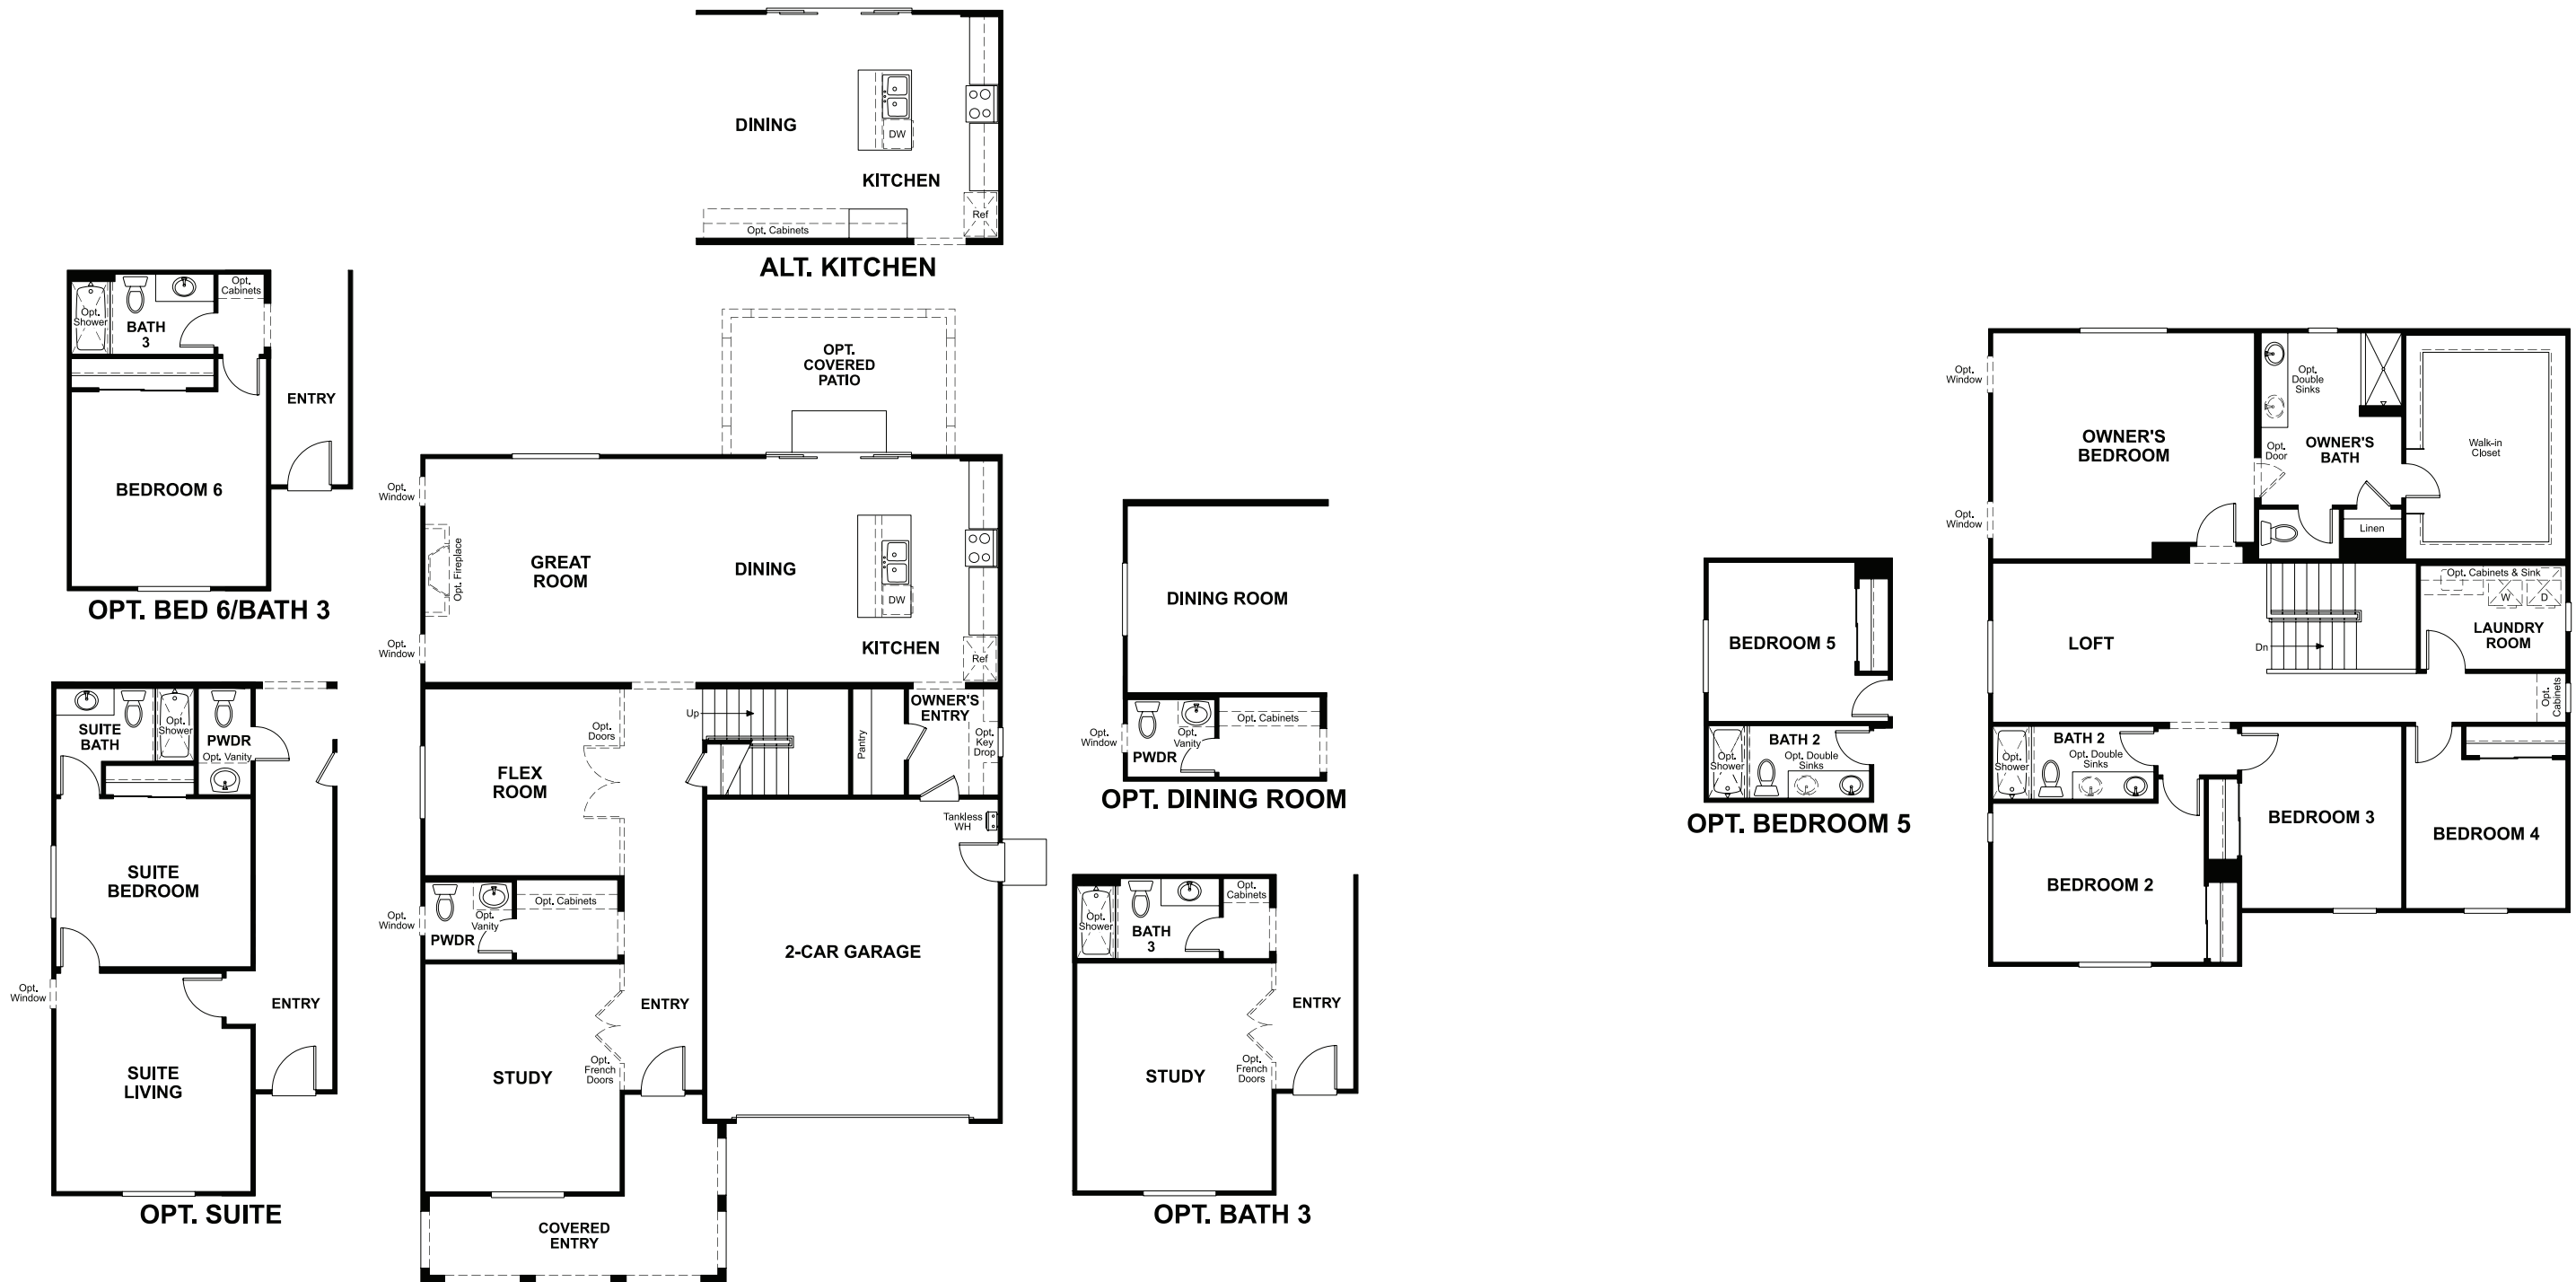 DINING
DW
KITCHEN
Ref
Opt. Cabinets
ALT. KITCHEN
Opt.
Shower
BATH
3
Opt.
Cabinets
ENTRY
BEDROOM 6
OPT. BED 6/BATH 3
SUITE
BATH
Opt.
Shower
PWDR
Opt. Vanity
SUITE
BEDROOM
Opt.
Window
ENTRY
SUITE
LIVING
OPT. SUITE
OPT.
COVERED
PATIO
Opt.
Window
Opt. Fireplace
GREAT
ROOM
DINING
DW
Opt.
Window
KITCHEN
Ref
Opt.
Doors
Up
Pantry
OWNER'S
ENTRY
Opt.
Key
Drop
FLEX
ROOM
Tankless
WH
Opt.
Window
PWDR
Opt.
Vanity
Opt. Cabinets
2-CAR GARAGE
ENTRY
STUDY
Opt.
French
Doors
COVERED
ENTRY
DINING ROOM
Opt.
Window
PWDR
Opt.
Vanity
Opt. Cabinets
OPT. DINING ROOM
Opt.
Shower
BATH
3
Opt.
Cabinets
ENTRY
STUDY
Opt.
French
Doors
OPT. BATH 3
BEDROOM 5
BATH 2
Opt.
Shower
Opt. Double
Sinks
OPT. BEDROOM 5
Opt.
Window
Opt.
Window
OWNER'S
BEDROOM
Opt.
Double
Sinks
Opt.
Door
OWNER'S
BATH
Walk-in
Closet
Linen
Opt. Cabinets & Sink
W
D
LAUNDRY
ROOM
LOFT
Dn
Opt.
Cabinets
BATH 2
Opt.
Shower
Opt. Double
Sinks
BEDROOM 3
BEDROOM 4
BEDROOM 2